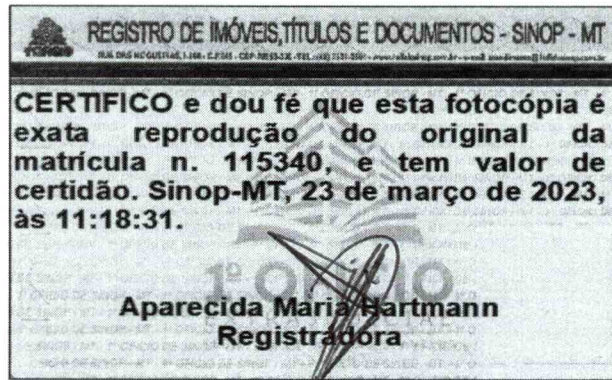 REGISTRO DE IMÓVEIS, TÍTULOS E DOCUMENTOS - SINOP - MT
CERTIFICO e dou fé que esta fotocópia é
exata reprodução do original da
matrícula n. 115340, e tem valor de
certidão. Sinop-MT, 23 de março de 2023,
às 11:18:31.
1º OFÍCIO
Aparecida Maria Hartmann
Registradora